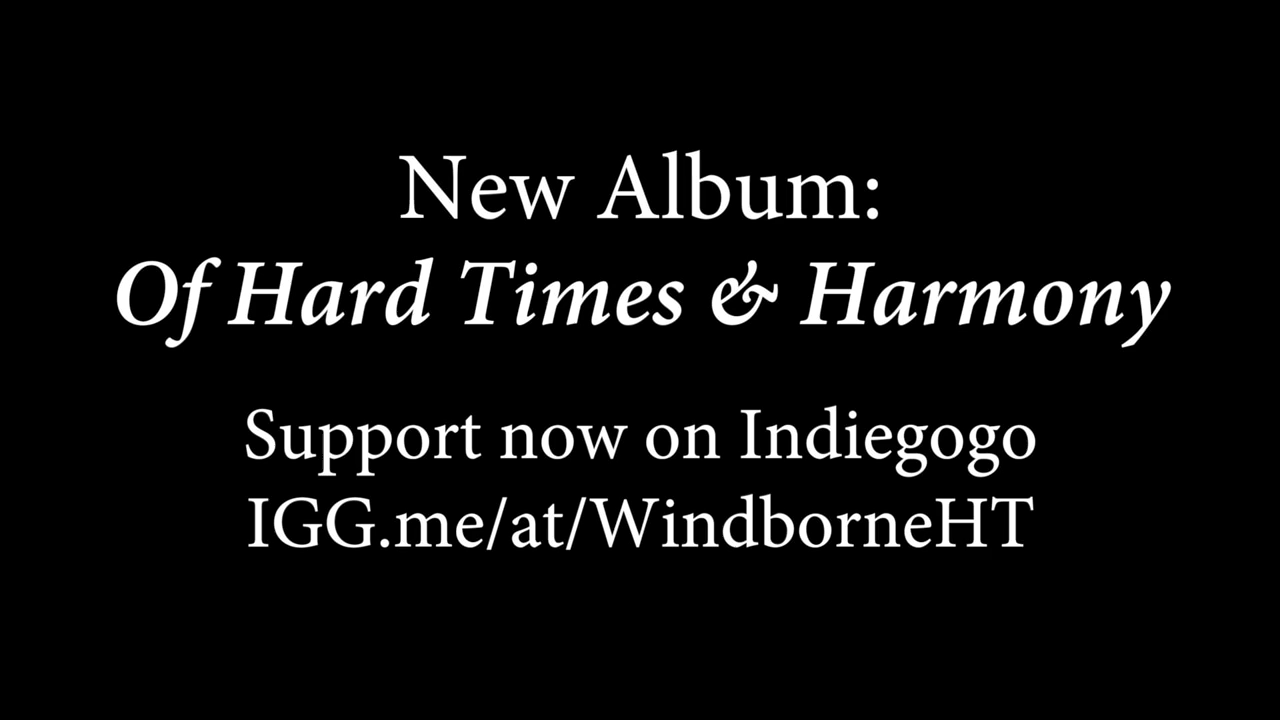 New Album:
Of Hard Times & Harmony
Support now on Indiegogo
IGG.me/at/WindborneHT